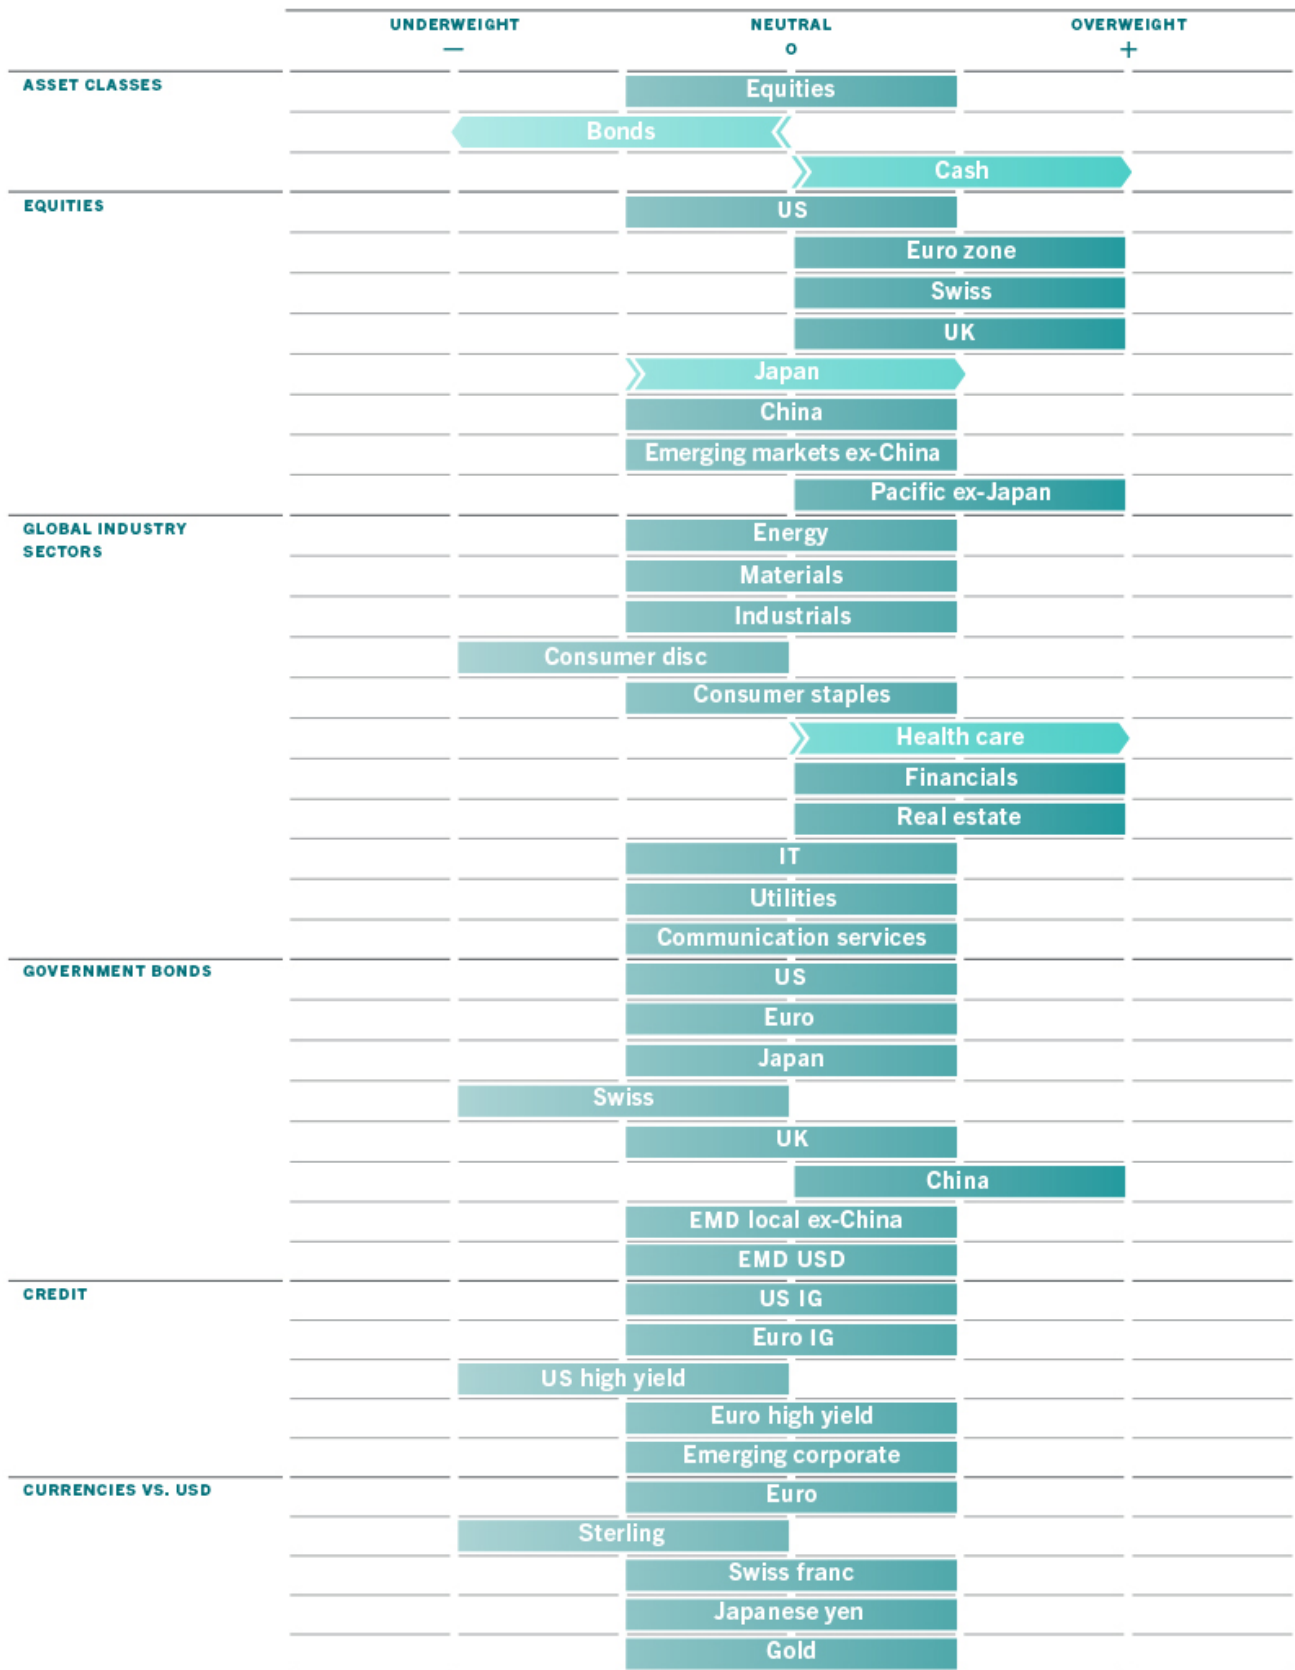 UNDERWEIGHT NEUTRAL OVERWEIGHT
— o +
ASSET CLASSES Equities
Bonds
Cash
EQUITIES US
Euro zone
Swiss
UK
Japan
China
Emerging markets ex-China
Pacific ex-Japan
GLOBAL INDUSTRY
SECTORS
Energy
Materials
Industrials
Consumer disc
Consumer staples
Health care
Financials
Real estate
IT
Utilities
Communication services
GOVERNMENT BONDS US
Euro
Japan
Swiss
UK
China
EMD local ex-China
EMD USD
CREDIT US IG
Euro IG
US high yield
Euro high yield
Emerging corporate
CURRENCIES VS. USD Euro
Sterling
Swiss franc
Japanese yen
Gold